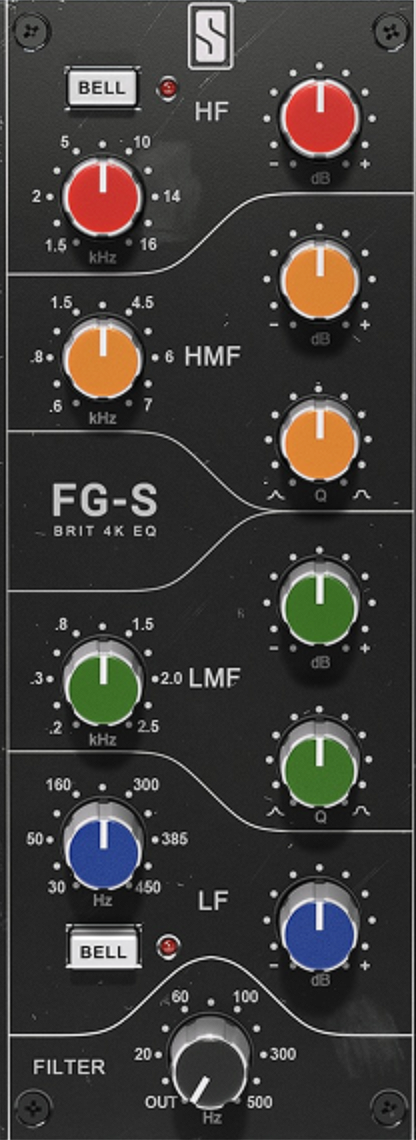 BELL
HF
5 10
2 14
1.5 16
kHz
- +
dB
1.5 4.5
.8 6
.6 7
kHz
HMF
- +
dB
Q
FG-S
BRIT 4K EQ
- +
dB
.8 1.5
.3 2.0
.2 2.5
kHz
LMF
Q
160 300
50 385
30 450
Hz
LF
BELL
- +
dB
FILTER
60 100
20 300
OUT 500
Hz